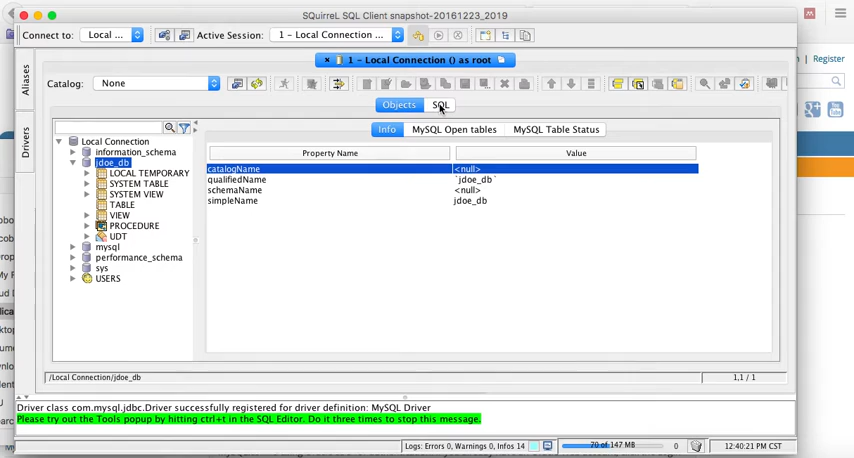 SQuirreL SQL Client snapshot-20161223_2019
Connect to: Local ... Active Session: 1 - Local Connection ...
Register
× 1 - Local Connection () as root
Aliases
Catalog: None
Objects SQL
Drivers
Info MySQL Open tables MySQL Table Status
Local Connection
information_schema
jdoe_db
LOCAL TEMPORARY
SYSTEM TABLE
SYSTEM VIEW
TABLE
VIEW
PROCEDURE
UDT
mysql
performance_schema
sys
USERS
Property Name Value
catalogName <null>
qualifiedName `jdoe_db`
schemaName <null>
simpleName jdoe_db
/Local Connection/jdoe_db 1,1 / 1
Driver class com.mysql.jdbc.Driver successfully registered for driver definition: MySQL Driver
Please try out the Tools popup by hitting ctrl+t in the SQL Editor. Do it three times to stop this message.
Logs: Errors 0, Warnings 0, Infos 14 70 of 147 MB 0 12:40:21 PM CST